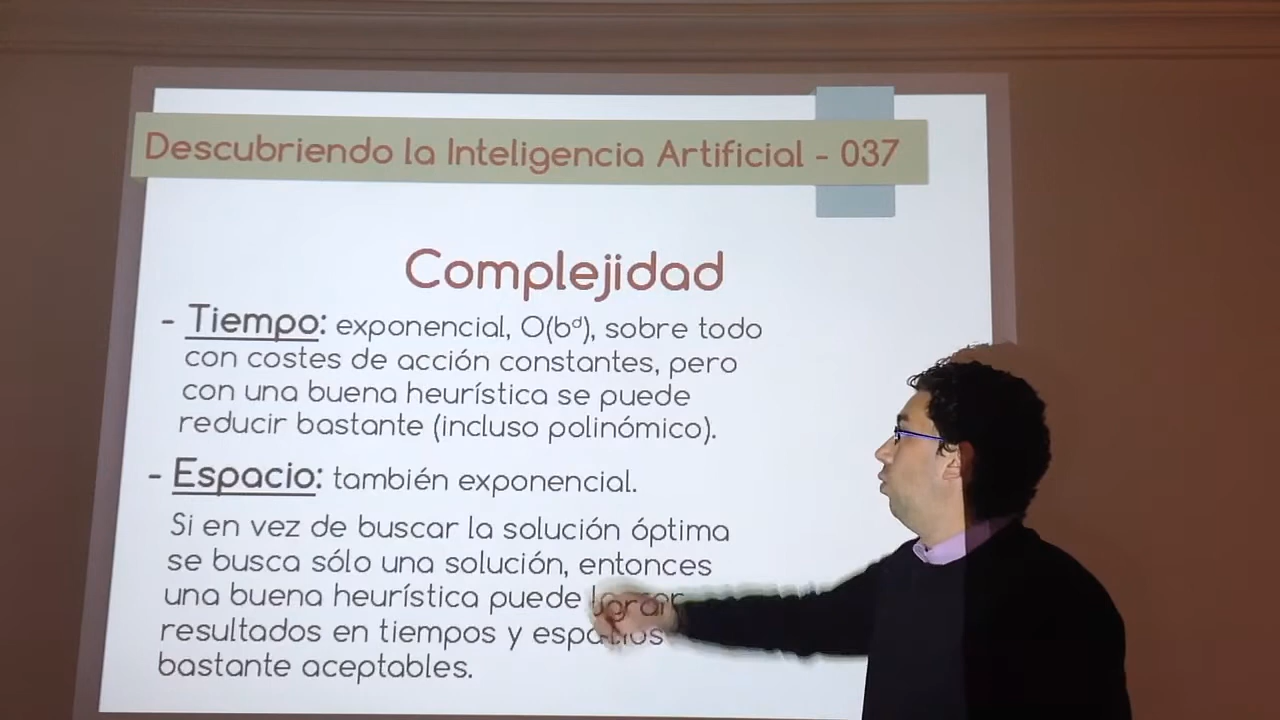 Descubriendo la Inteligencia Artificial - 037
Complejidad
- Tiempo: exponencial, O(bᵈ), sobre todo
con costes de acción constantes, pero
con una buena heurística se puede
reducir bastante (incluso polinómico).
- Espacio: también exponencial.
Si en vez de buscar la solución óptima
se busca sólo una solución, entonces
una buena heurística puede lograr
resultados en tiempos y espacios
bastante aceptables.